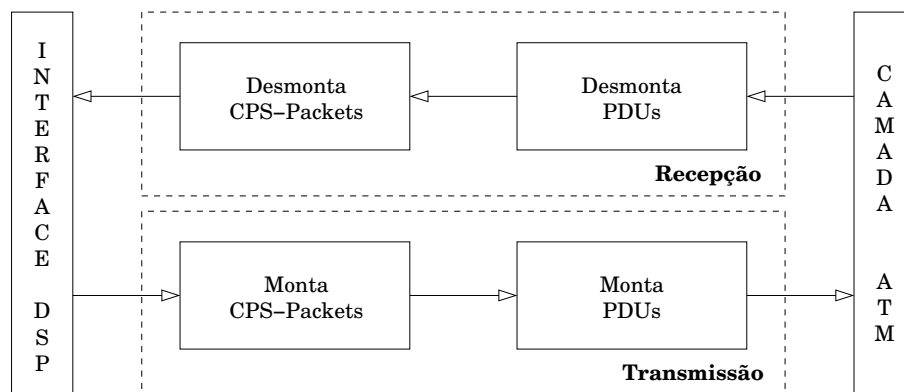 INTERFACE DSP
Desmonta
CPS–Packets
Desmonta
PDUs
Recepção
Monta
CPS–Packets
Monta
PDUs
Transmissão
CAMADA ATM